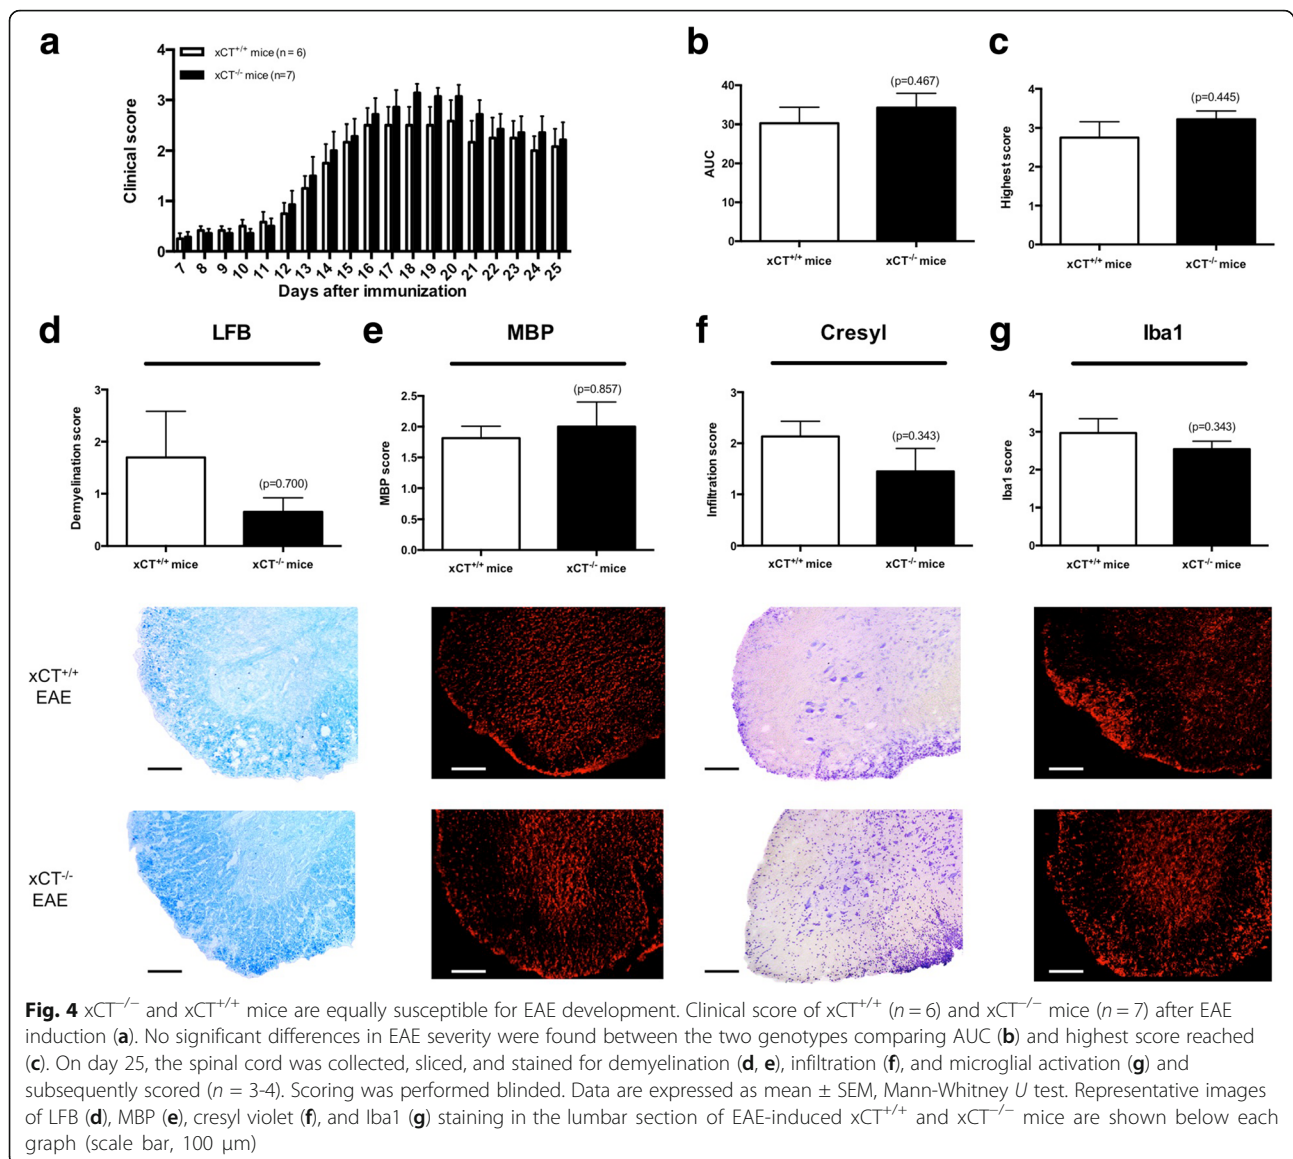 a
xCT+/+ mice (n = 6)
xCT-/- mice (n=7)
Clinical score
4
3
2
1
0
7 8 9 10 11 12 13 14 15 16 17 18 19 20 21 22 23 24 25
Days after immunization
b
(p=0.467)
AUC
50
40
30
20
10
0
xCT+/+ mice
xCT-/- mice
c
(p=0.445)
Highest score
4
3
2
1
0
xCT+/+ mice
xCT-/- mice
d
LFB
Demyelination score
3
2
1
0
(p=0.700)
xCT+/+ mice
xCT-/- mice
e
MBP
MBP score
2.5
2.0
1.5
1.0
0.5
0.0
(p=0.857)
xCT+/+ mice
xCT-/- mice
f
Cresyl
Infiltration score
3
2
1
0
(p=0.343)
xCT+/+ mice
xCT-/- mice
g
Iba1
Iba1 score
4
3
2
1
0
(p=0.343)
xCT+/+ mice
xCT-/- mice
xCT+/+
EAE
xCT-/-
EAE
Fig. 4 xCT−/− and xCT+/+ mice are equally susceptible for EAE development. Clinical score of xCT+/+ (n = 6) and xCT−/− mice (n = 7) after EAE
induction (a). No significant differences in EAE severity were found between the two genotypes comparing AUC (b) and highest score reached
(c). On day 25, the spinal cord was collected, sliced, and stained for demyelination (d, e), infiltration (f), and microglial activation (g) and
subsequently scored (n = 3-4). Scoring was performed blinded. Data are expressed as mean ± SEM, Mann-Whitney U test. Representative images
of LFB (d), MBP (e), cresyl violet (f), and Iba1 (g) staining in the lumbar section of EAE-induced xCT+/+ and xCT−/− mice are shown below each
graph (scale bar, 100 μm)